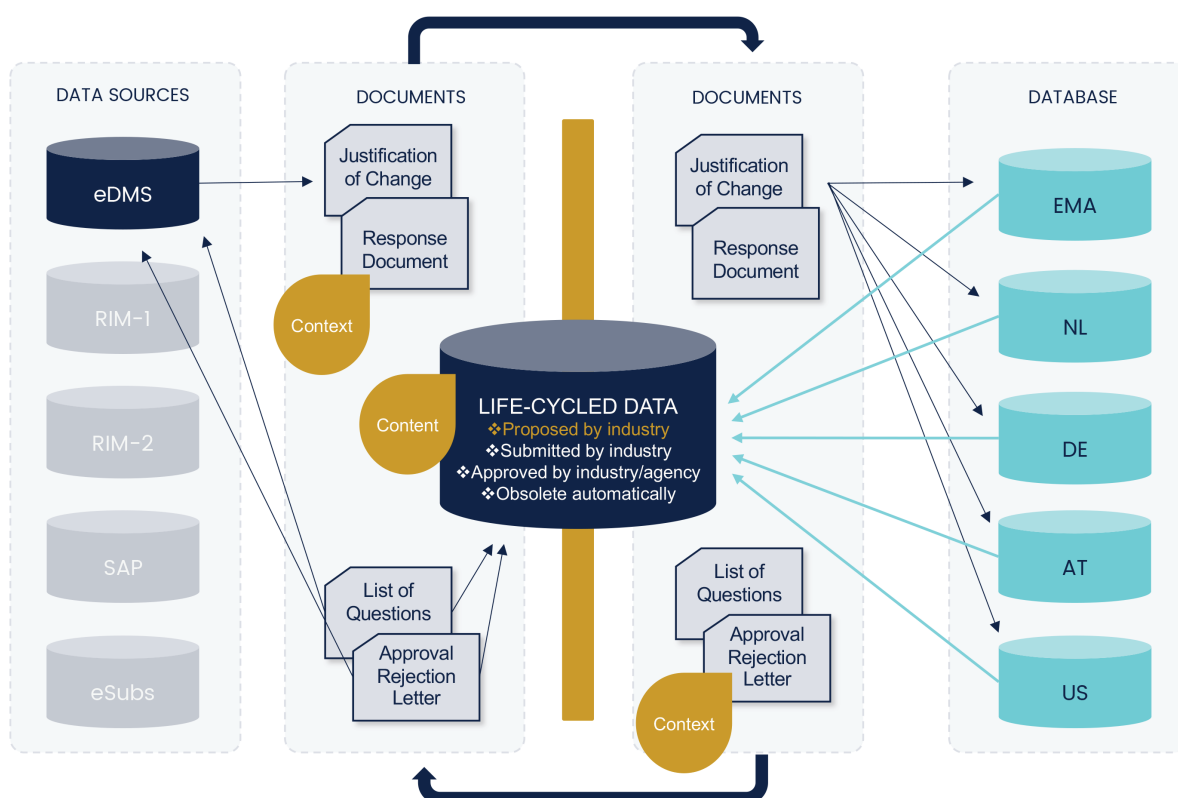 DATA SOURCES
eDMS
RIM-1
RIM-2
SAP
eSubs
DOCUMENTS
Justification
of Change
Response
Document
Context
Content
LIFE-CYCLED DATA
❖Proposed by industry
❖Submitted by industry
❖Approved by industry/agency
❖Obsolete automatically
List of
Questions
Approval
Rejection
Letter
DOCUMENTS
Justification
of Change
Response
Document
List of
Questions
Approval
Rejection
Letter
Context
DATABASE
EMA
NL
DE
AT
US